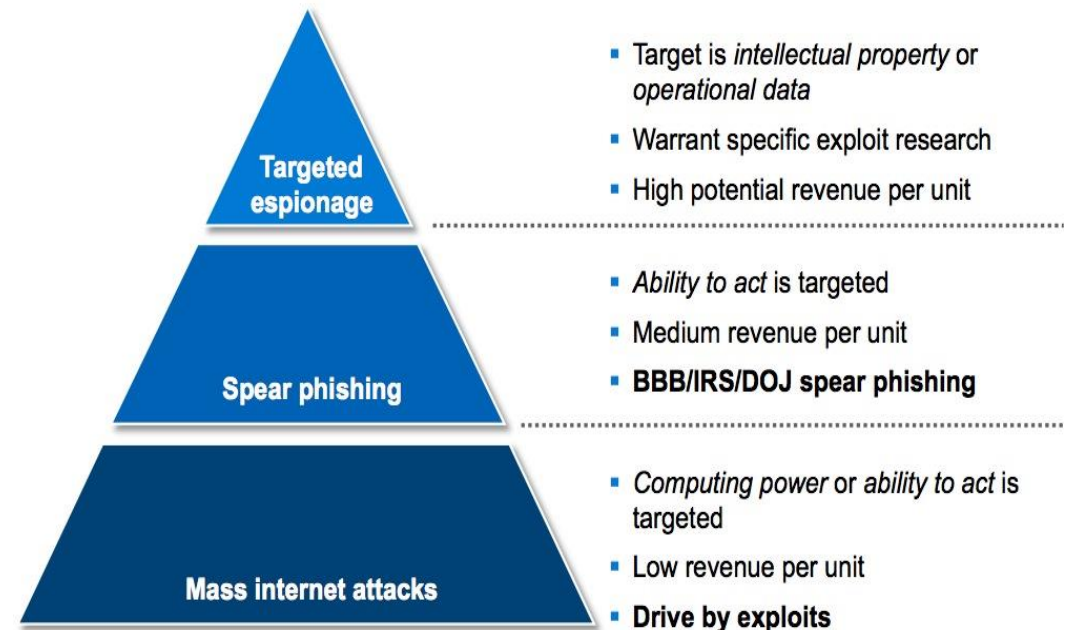 Targeted
espionage
▪ Target is intellectual property or
operational data
▪ Warrant specific exploit research
▪ High potential revenue per unit
Spear phishing
▪ Ability to act is targeted
▪ Medium revenue per unit
▪ BBB/IRS/DOJ spear phishing
Mass internet attacks
▪ Computing power or ability to act is
targeted
▪ Low revenue per unit
▪ Drive by exploits